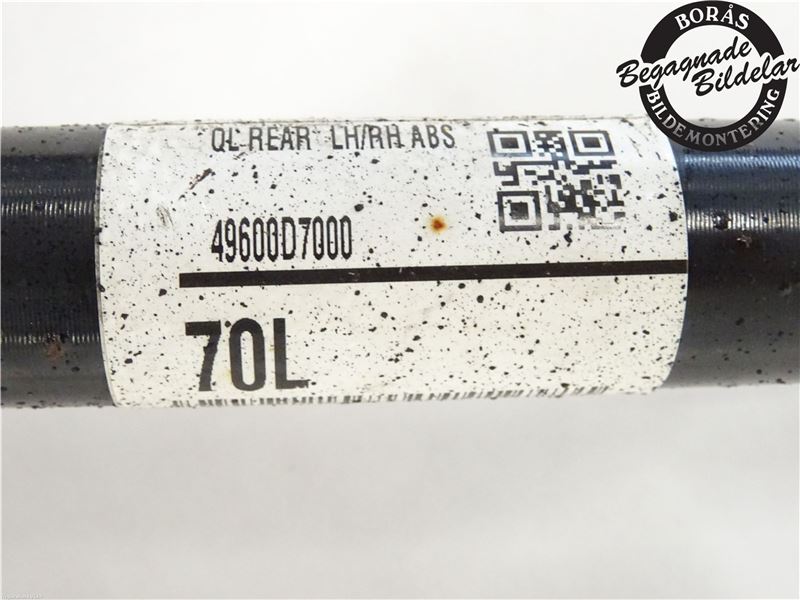 BORÅS
Begagnade
Bildelar
BILDEMONTERING
QL REAR LH/RH ABS
49600D7000
70L